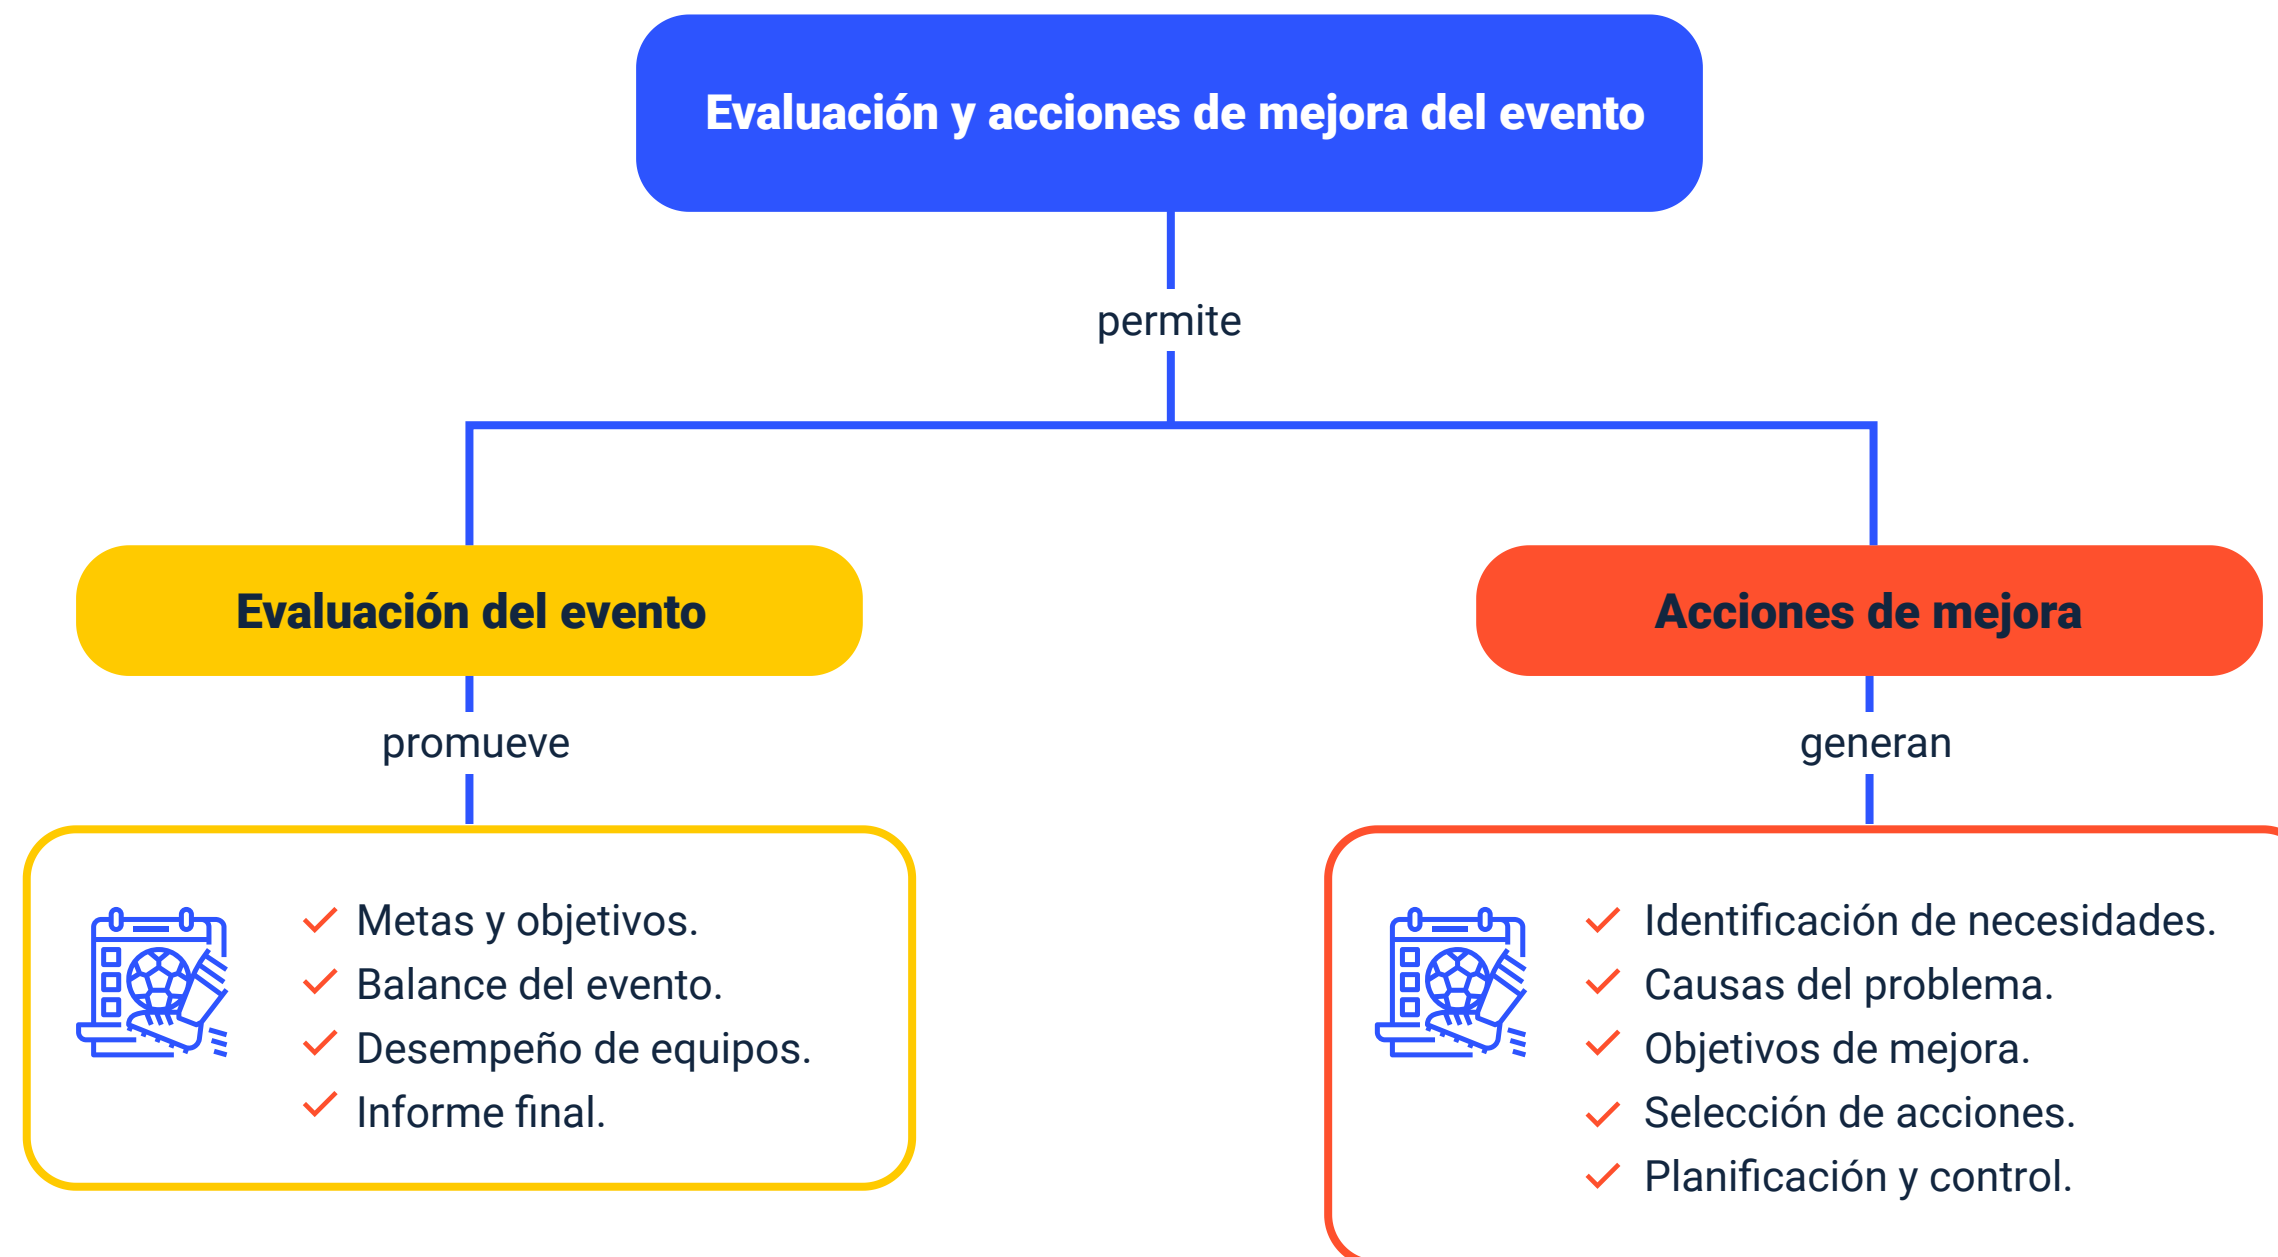 Evaluación y acciones de mejora del evento
permite
Evaluación del evento
promueve
Metas y objetivos.
Balance del evento.
Desempeño de equipos.
Informe final.
Acciones de mejora
generan
Identificación de necesidades.
Causas del problema.
Objetivos de mejora.
Selección de acciones.
Planificación y control.